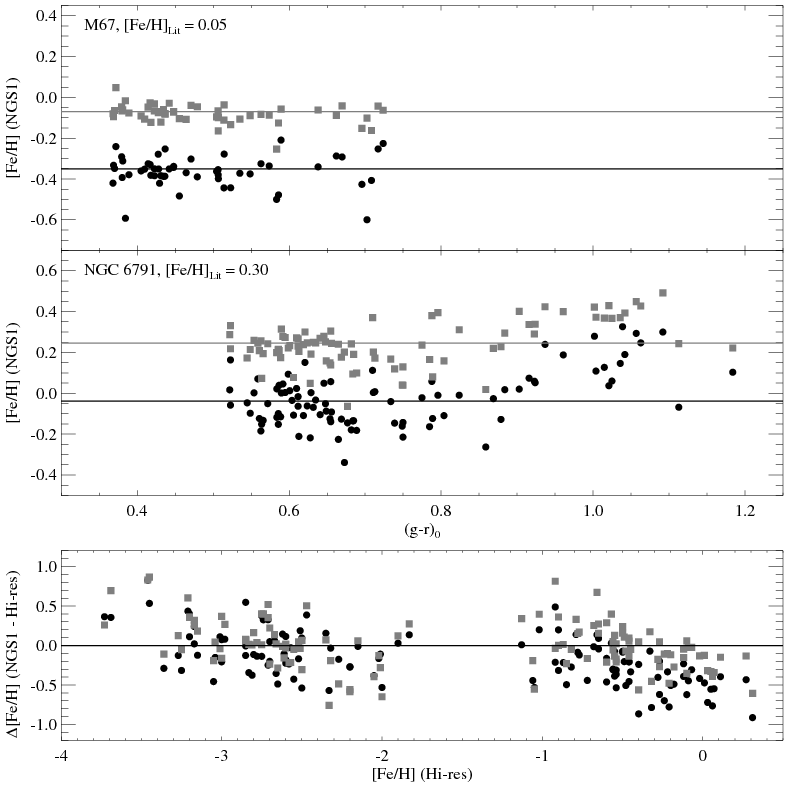 0.4
M67, [Fe/H]Lit = 0.05
0.2
0.0
-0.2
-0.4
-0.6
[Fe/H] (NGS1)
0.6
NGC 6791, [Fe/H]Lit = 0.30
0.4
0.2
0.0
-0.2
-0.4
[Fe/H] (NGS1)
0.4 0.6 0.8 1.0 1.2
(g-r)0
1.0
0.5
0.0
-0.5
-1.0
Δ[Fe/H] (NGS1 - Hi-res)
-4 -3 -2 -1 0
[Fe/H] (Hi-res)